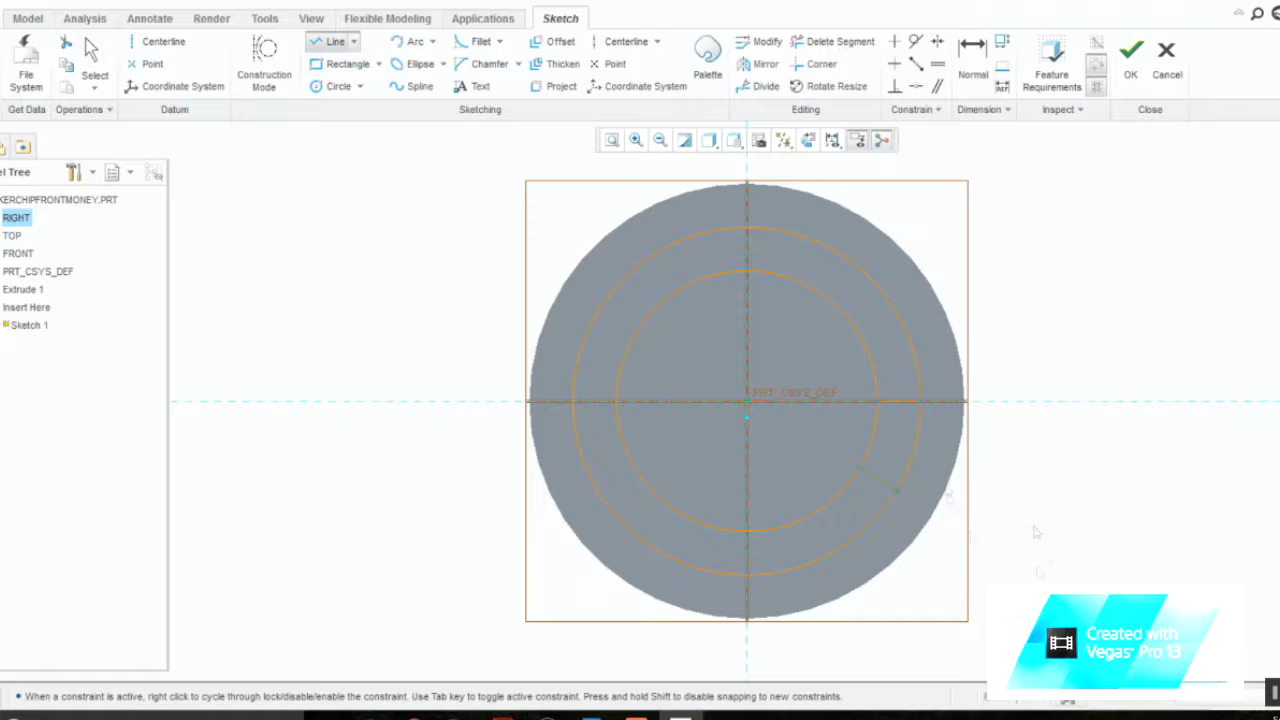 Model Analysis Annotate Render Tools View Flexible Modeling Applications Sketch
File System
Select
Centerline
Point
Coordinate System
Construction Mode
Line
Rectangle
Circle
Arc
Ellipse
Spline
Fillet
Chamfer
Text
Offset
Thicken
Project
Centerline
Point
Coordinate System
Palette
Modify
Mirror
Divide
Delete Segment
Corner
Rotate Resize
Normal
Feature Requirements
OK
Cancel
Get Data Operations Datum Sketching Editing Constrain Dimension Inspect Close
el Tree
KERCHIPFRONTMONEY.PRT
RIGHT
TOP
FRONT
PRT_CSYS_DEF
Extrude 1
Insert Here
Sketch 1
PRT_CSYS_DEF
Created with
Vegas Pro 13
• When a constraint is active, right click to cycle through lock/disable/enable the constraint. Use Tab key to toggle active constraint. Press and hold Shift to disable snapping to new constraints.